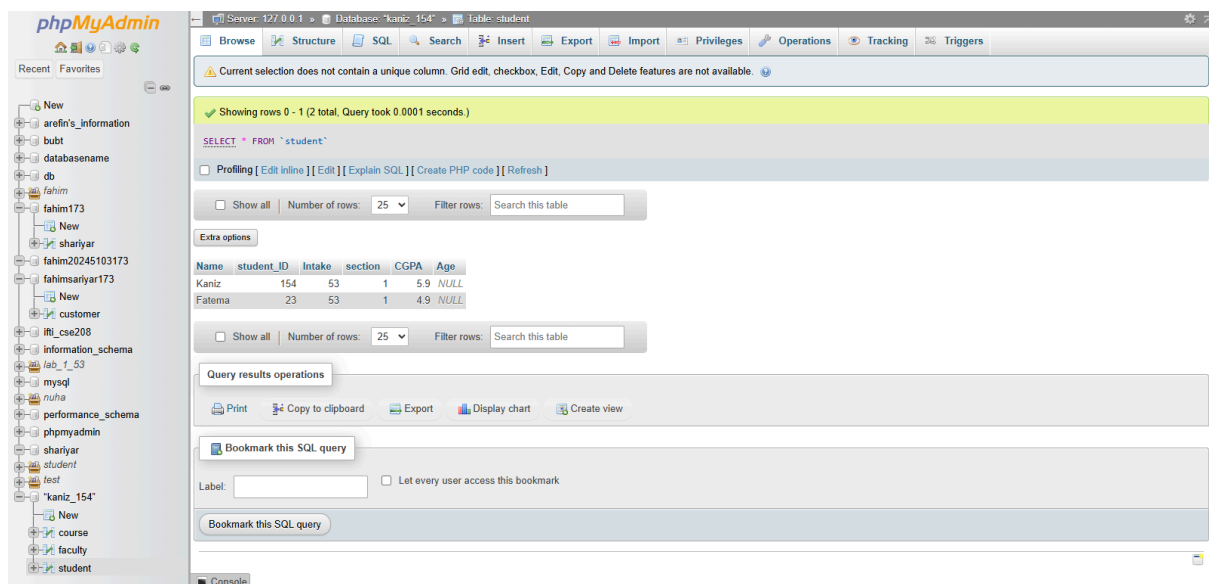 phpMyAdmin
Recent Favorites
New
arefin's_information
bubt
databasename
db
fahim
fahim173
New
shariyar
fahim20245103173
fahimsariyar173
New
customer
ifti_cse208
information_schema
lab_1_53
mysql
nuha
performance_schema
phpmyadmin
shariyar
student
test
"kaniz_154"
New
course
faculty
student
Server: 127.0.0.1 » Database: "kaniz_154" » Table: student
Browse Structure SQL Search Insert Export Import Privileges Operations Tracking Triggers
Current selection does not contain a unique column. Grid edit, checkbox, Edit, Copy and Delete features are not available.
Showing rows 0 - 1 (2 total, Query took 0.0001 seconds.)
SELECT * FROM `student`
Profiling [ Edit inline ] [ Edit ] [ Explain SQL ] [ Create PHP code ] [ Refresh ]
Show all Number of rows: 25 Filter rows: Search this table
Extra options
Name student_ID Intake section CGPA Age
Kaniz 154 53 1 5.9 NULL
Fatema 23 53 1 4.9 NULL
Show all Number of rows: 25 Filter rows: Search this table
Query results operations
Print Copy to clipboard Export Display chart Create view
Bookmark this SQL query
Label: Let every user access this bookmark
Bookmark this SQL query
Console